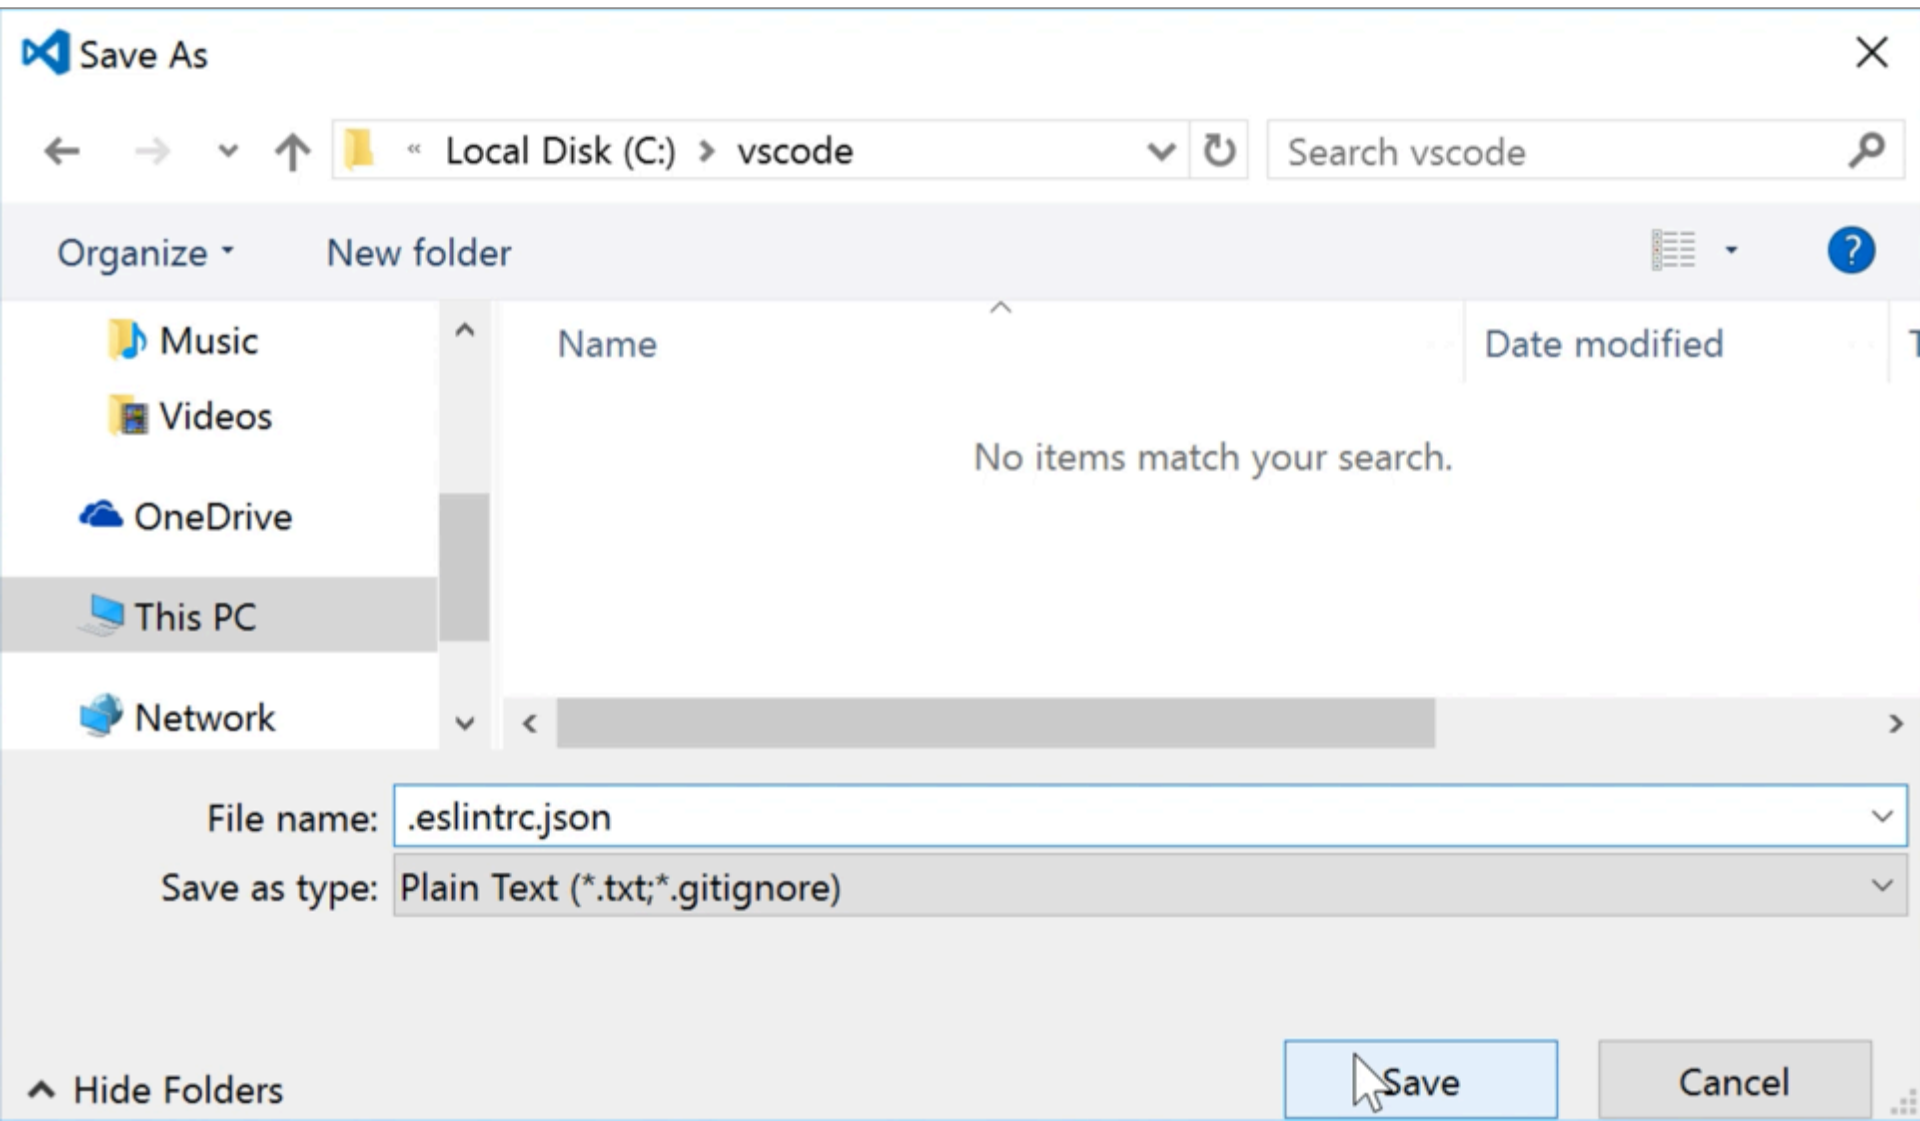 Save As
« Local Disk (C:) > vscode
Search vscode
Organize
New folder
?
Music
Videos
OneDrive
This PC
Network
Name
Date modified
No items match your search.
File name: .eslintrc.json
Save as type: Plain Text (*.txt;*.gitignore)
Hide Folders
Save
Cancel